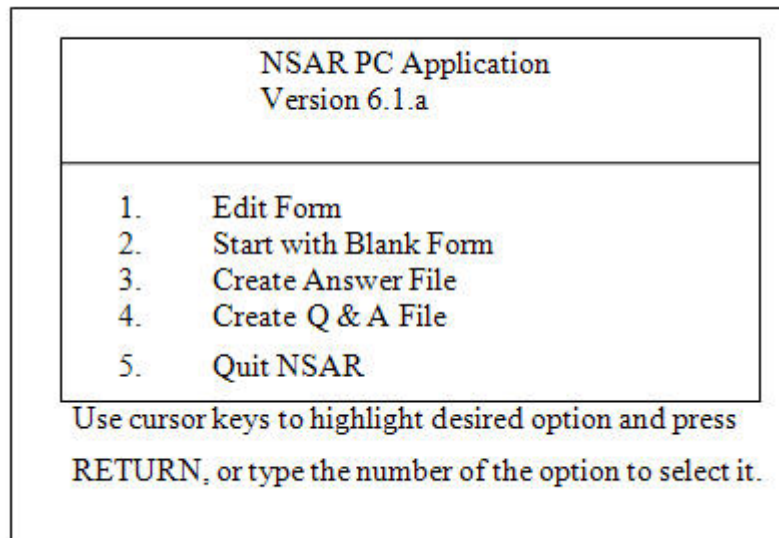 NSAR PC Application
Version 6.1.a
1. Edit Form
2. Start with Blank Form
3. Create Answer File
4. Create Q & A File
5. Quit NSAR
Use cursor keys to highlight desired option and press
RETURN, or type the number of the option to select it.